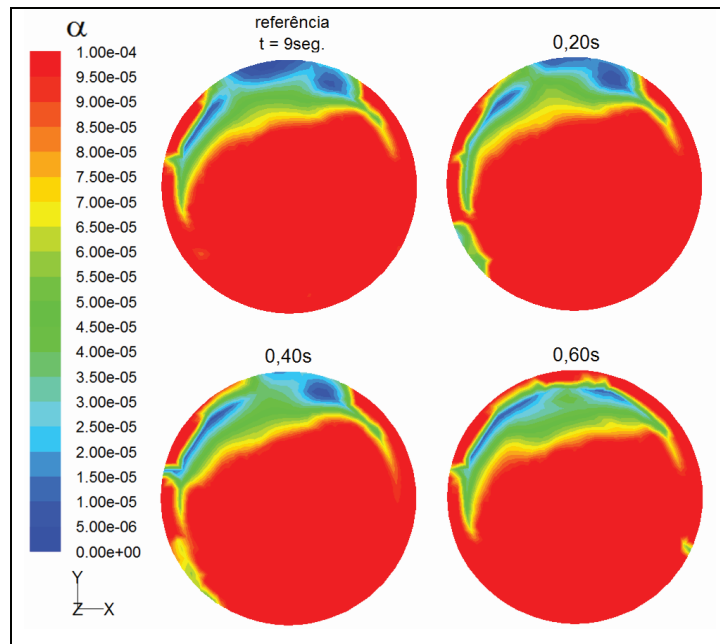 α
1.00e-04
9.50e-05
9.00e-05
8.50e-05
8.00e-05
7.50e-05
7.00e-05
6.50e-05
6.00e-05
5.50e-05
5.00e-05
4.50e-05
4.00e-05
3.50e-05
3.00e-05
2.50e-05
2.00e-05
1.50e-05
1.00e-05
5.00e-06
0.00e+00
referência
t = 9seg.
0,20s
0,40s
0,60s
Y
Z X